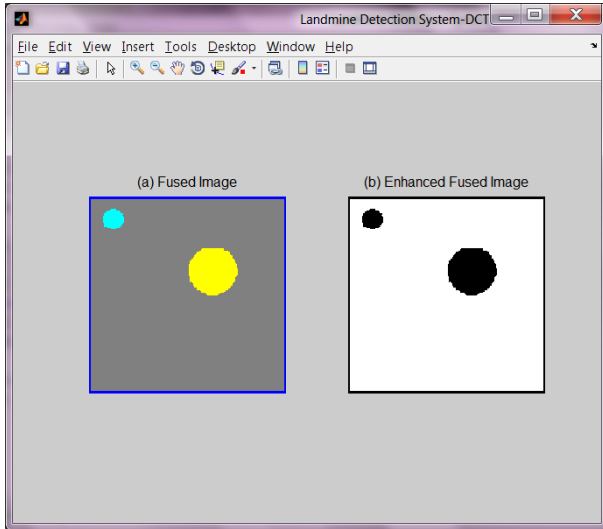 Landmine Detection System-DCT
File Edit View Insert Tools Desktop Window Help
(a) Fused Image
(b) Enhanced Fused Image